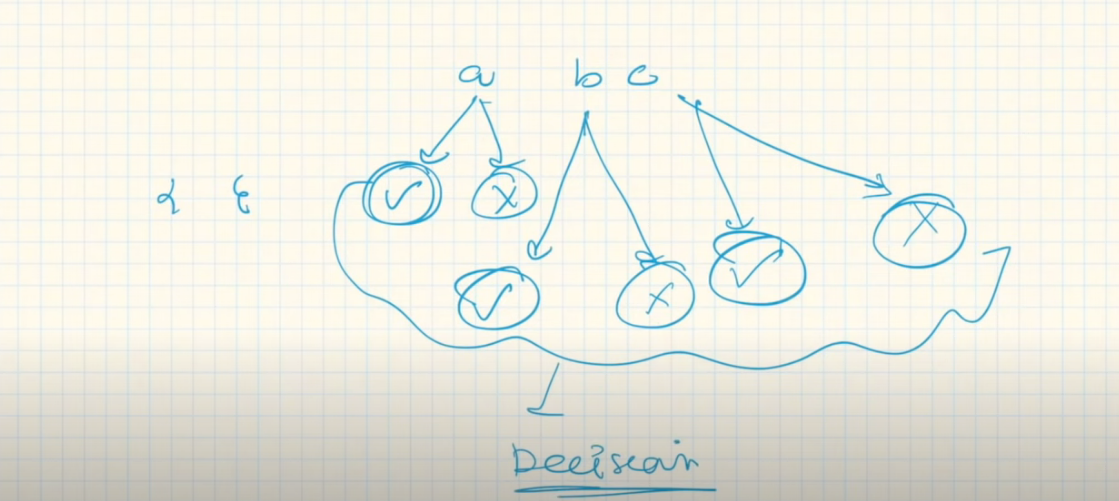 a b c
✓ x
✓ x ✓ x
Decision